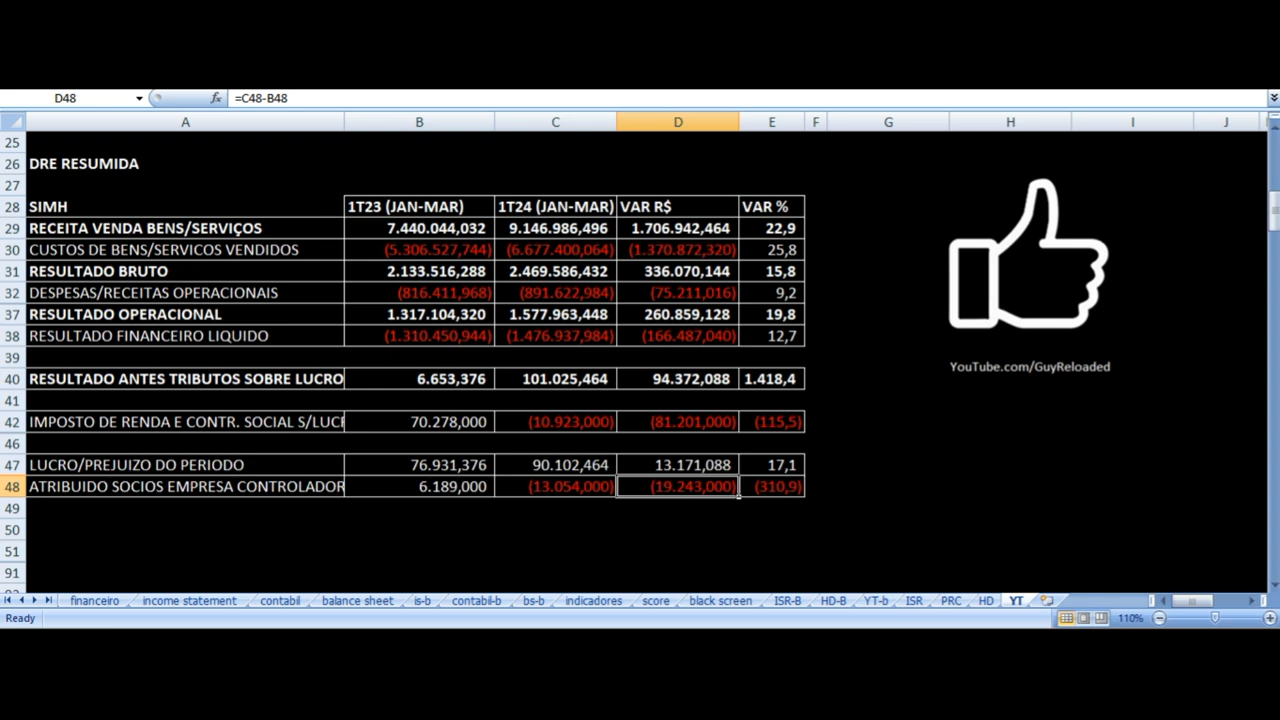 D48 fx =C48-B48
A B C D E F G H I J
25
26 DRE RESUMIDA
27
28 SIMH 1T23 (JAN-MAR) 1T24 (JAN-MAR) VAR R$ VAR %
29 RECEITA VENDA BENS/SERVIÇOS 7.440.044,032 9.146.986,496 1.706.942,464 22,9
30 CUSTOS DE BENS/SERVICOS VENDIDOS (5.306.527,744) (6.677.400,064) (1.370.872,320) 25,8
31 RESULTADO BRUTO 2.133.516,288 2.469.586,432 336.070,144 15,8
32 DESPESAS/RECEITAS OPERACIONAIS (816.411,968) (891.622,984) (75.211,016) 9,2
37 RESULTADO OPERACIONAL 1.317.104,320 1.577.963,448 260.859,128 19,8
38 RESULTADO FINANCEIRO LIQUIDO (1.310.450,944) (1.476.937,984) (166.487,040) 12,7
39
40 RESULTADO ANTES TRIBUTOS SOBRE LUCRO 6.653,376 101.025,464 94.372,088 1.418,4
41
42 IMPOSTO DE RENDA E CONTR. SOCIAL S/LUCR 70.278,000 (10.923,000) (81.201,000) (115,5)
46
47 LUCRO/PREJUIZO DO PERIODO 76.931,376 90.102,464 13.171,088 17,1
48 ATRIBUIDO SOCIOS EMPRESA CONTROLADOR 6.189,000 (13.054,000) (19.243,000) (310,9)
49
50
51
91
YouTube.com/GuyReloaded
financeiro income statement contabil balance sheet is-b contabil-b bs-b indicadores score black screen ISR-B HD-B YT-b ISR PRC HD YT
Ready 110%